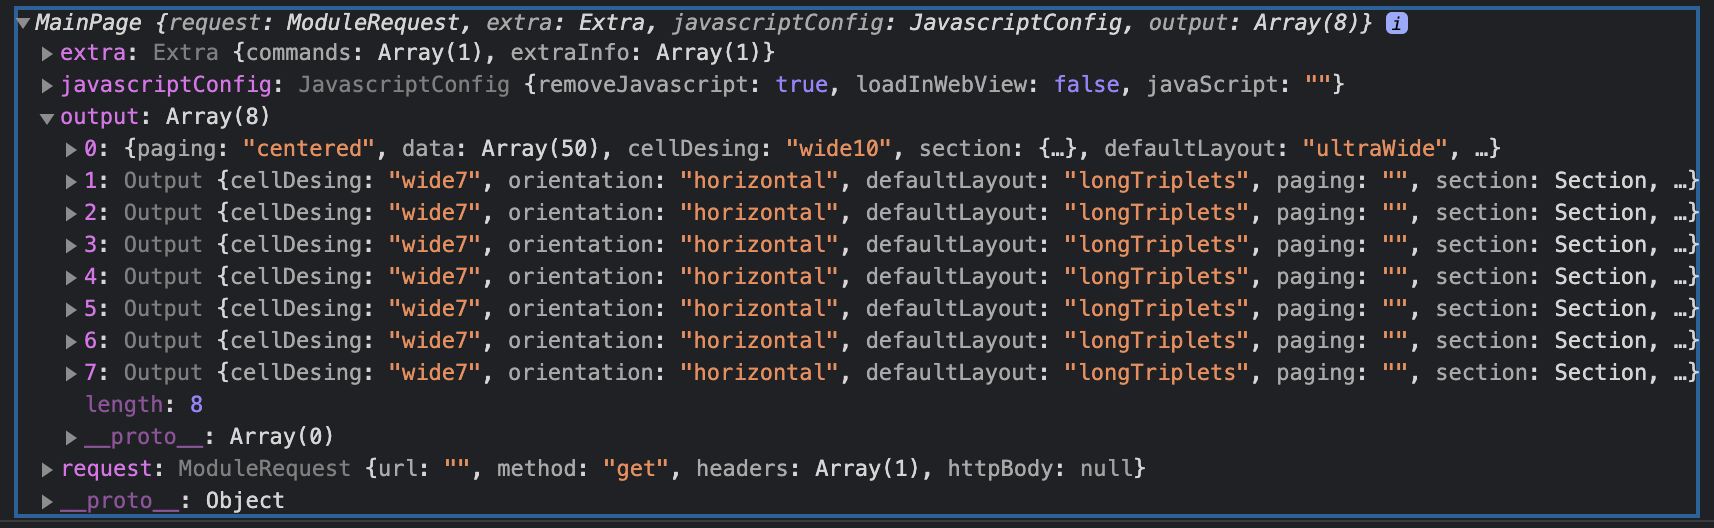 ▼MainPage {request: ModuleRequest, extra: Extra, javascriptConfig: JavascriptConfig, output: Array(8)} i
▶extra: Extra {commands: Array(1), extraInfo: Array(1)}
▶javascriptConfig: JavascriptConfig {removeJavascript: true, loadInWebView: false, javaScript: ""}
▼output: Array(8)
▶0: {paging: "centered", data: Array(50), cellDesing: "wide10", section: {…}, defaultLayout: "ultraWide", …}
▶1: Output {cellDesing: "wide7", orientation: "horizontal", defaultLayout: "longTriplets", paging: "", section: Section, …}
▶2: Output {cellDesing: "wide7", orientation: "horizontal", defaultLayout: "longTriplets", paging: "", section: Section, …}
▶3: Output {cellDesing: "wide7", orientation: "horizontal", defaultLayout: "longTriplets", paging: "", section: Section, …}
▶4: Output {cellDesing: "wide7", orientation: "horizontal", defaultLayout: "longTriplets", paging: "", section: Section, …}
▶5: Output {cellDesing: "wide7", orientation: "horizontal", defaultLayout: "longTriplets", paging: "", section: Section, …}
▶6: Output {cellDesing: "wide7", orientation: "horizontal", defaultLayout: "longTriplets", paging: "", section: Section, …}
▶7: Output {cellDesing: "wide7", orientation: "horizontal", defaultLayout: "longTriplets", paging: "", section: Section, …}
length: 8
▶__proto__: Array(0)
▶request: ModuleRequest {url: "", method: "get", headers: Array(1), httpBody: null}
▶__proto__: Object